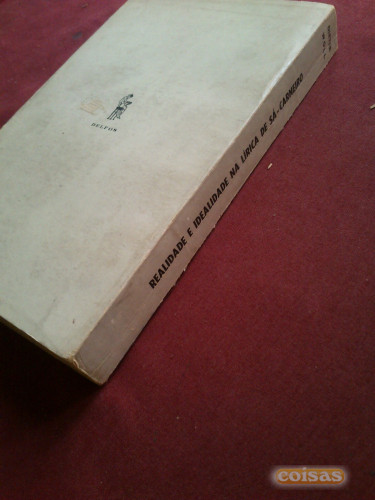 DELFOS
REALIDADE E IDEALIDADE NA LÍRICA DE SÁ-CARNEIRO
coisas